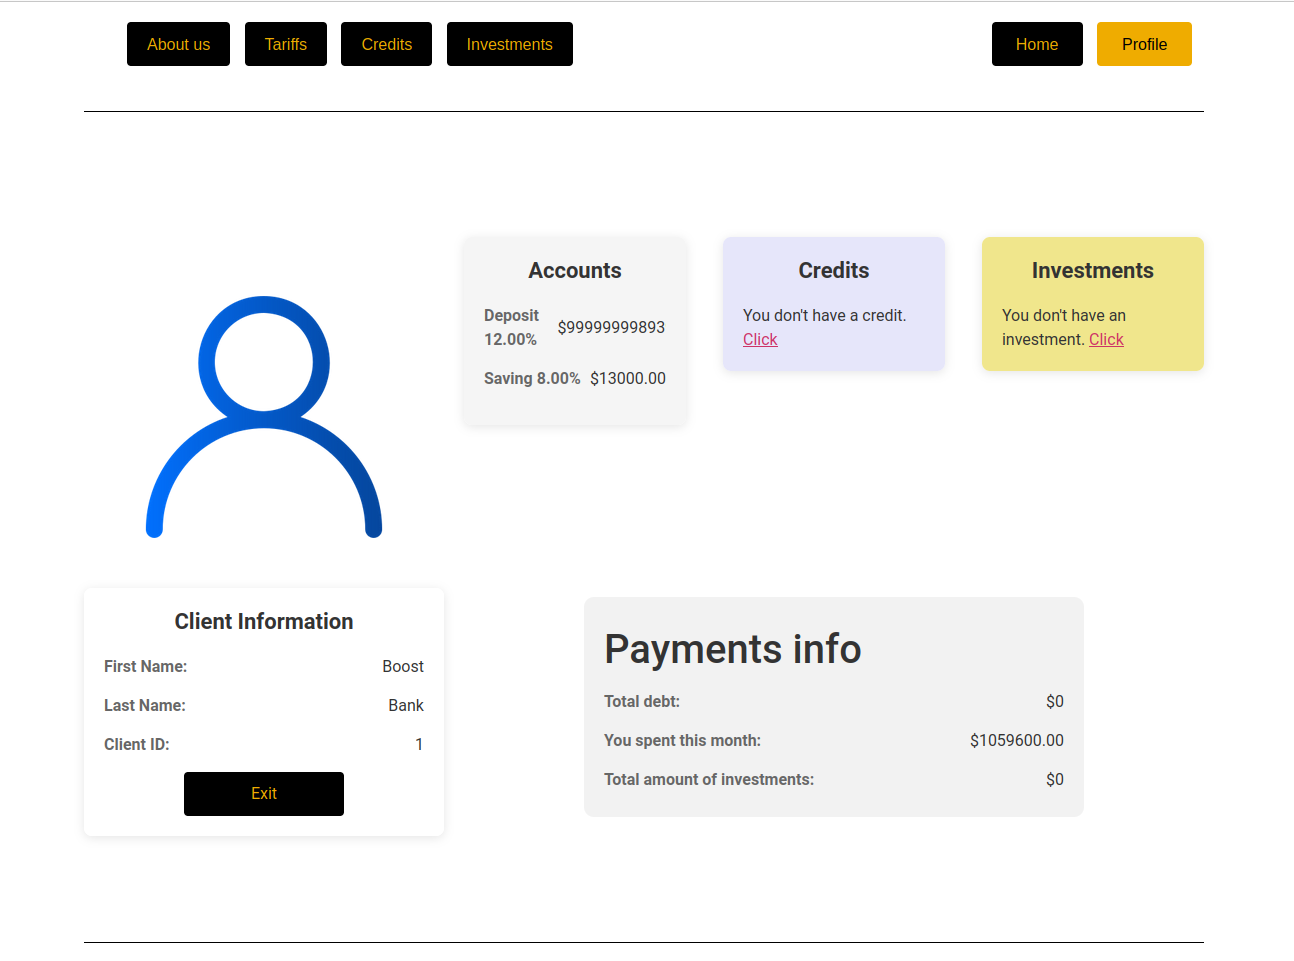 About us Tariffs Credits Investments Home Profile
Accounts
Deposit
12.00% $99999999893
Saving 8.00% $13000.00
Credits
You don't have a credit.
Click
Investments
You don't have an
investment. Click
Client Information
First Name: Boost
Last Name: Bank
Client ID: 1
Exit
Payments info
Total debt: $0
You spent this month: $1059600.00
Total amount of investments: $0